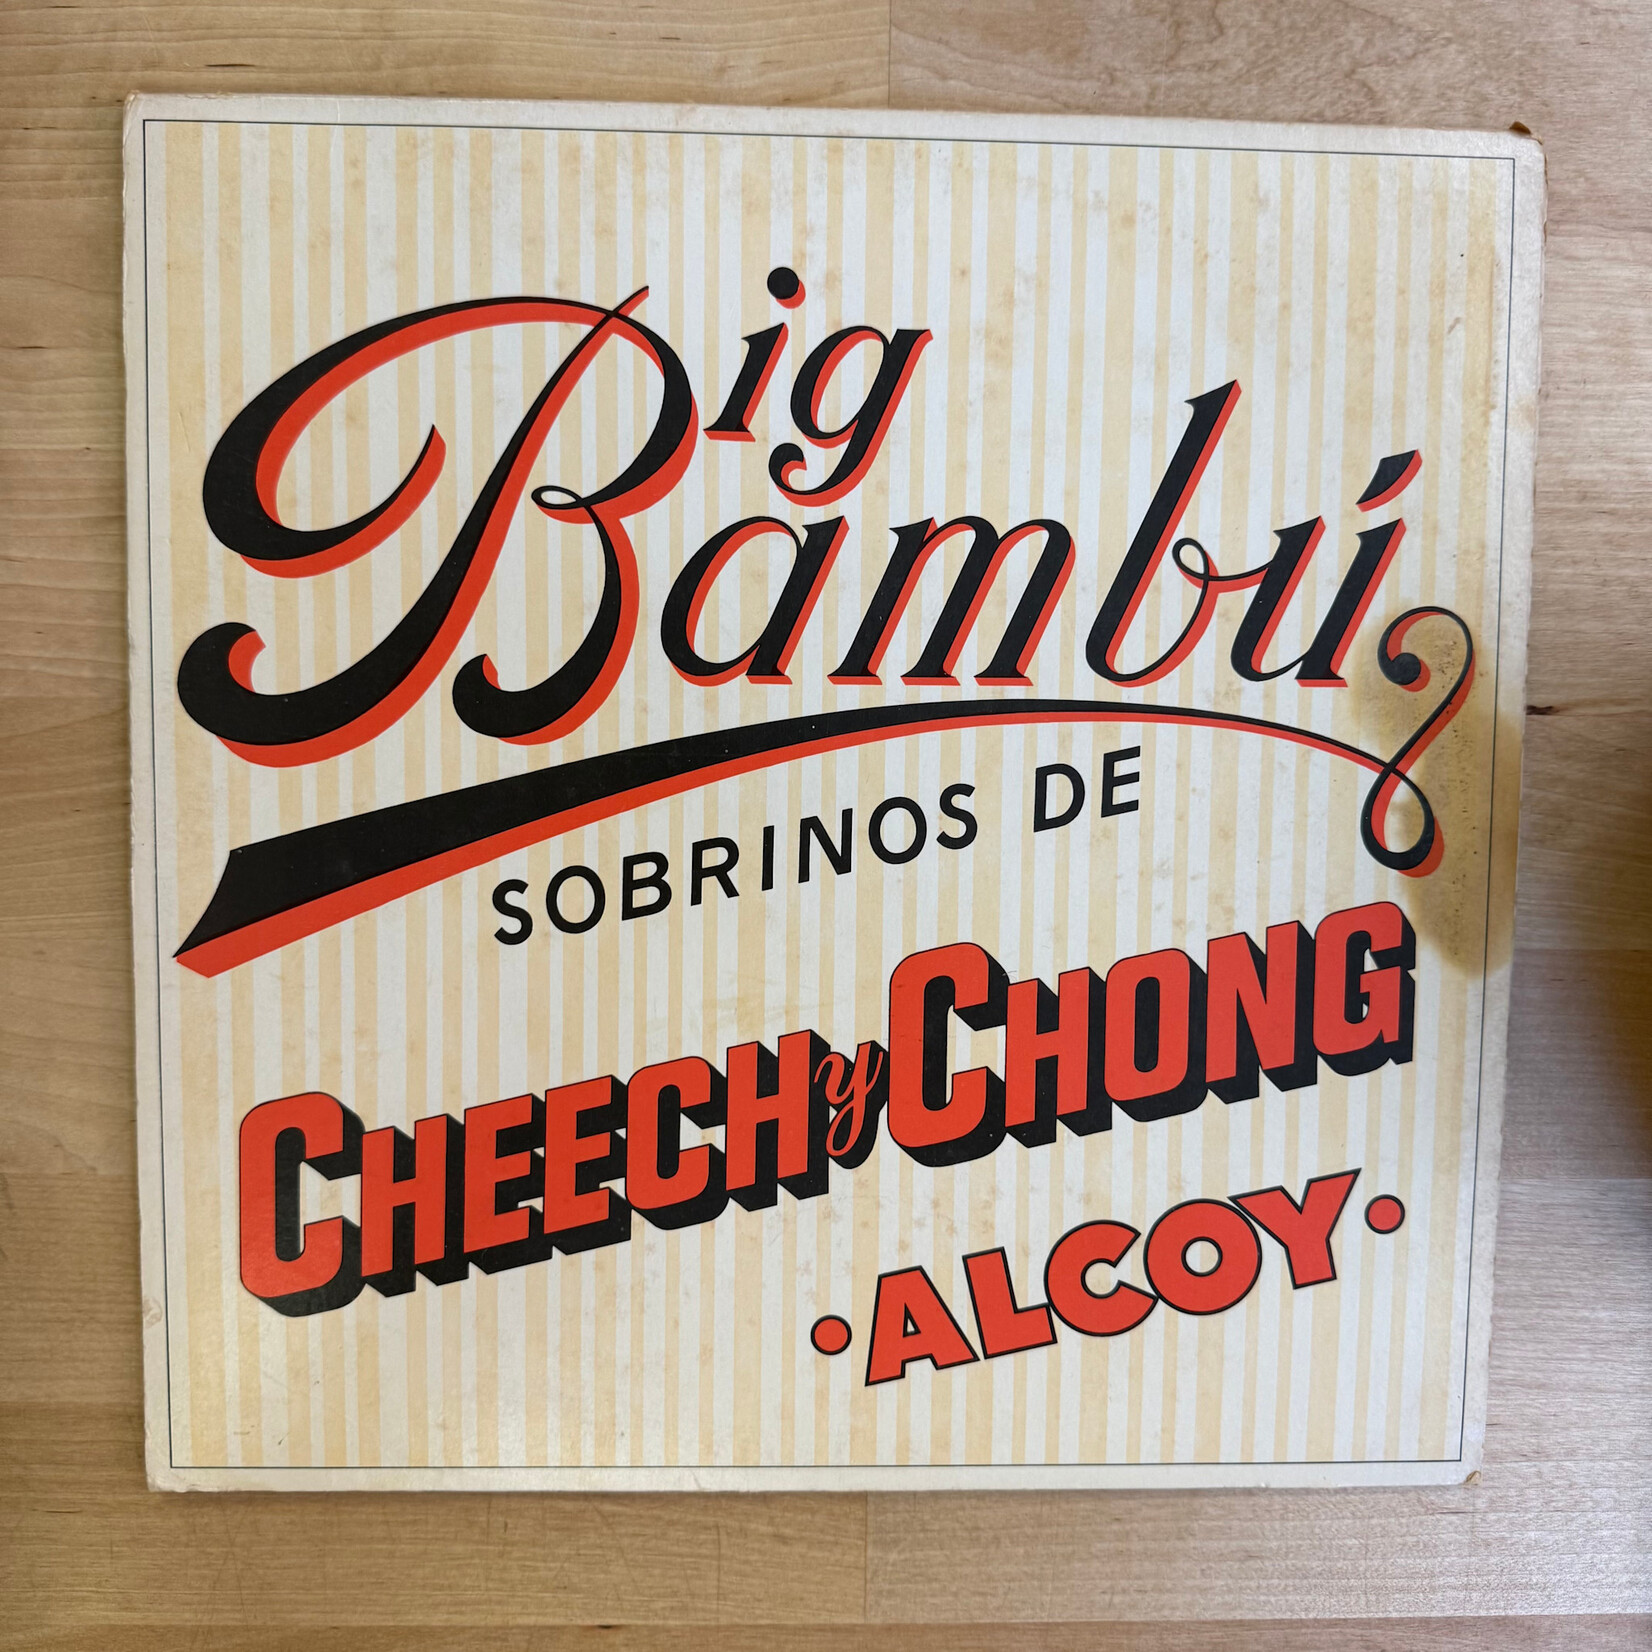 Big
Bambú
SOBRINOS DE
CHEECH y CHONG
• ALCOY •